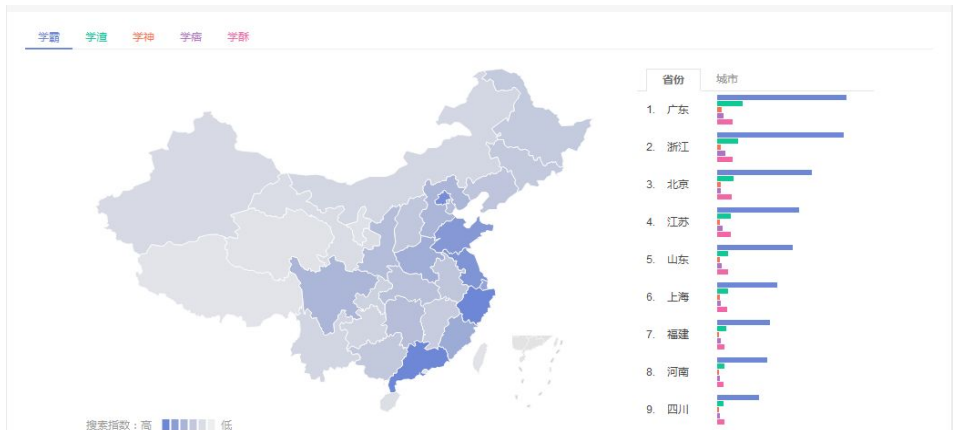 学霸 学渣 学神 学痞 学酥
省份 城市
1. 广东
2. 浙江
3. 北京
4. 江苏
5. 山东
6. 上海
7. 福建
8. 河南
9. 四川
搜索指数：高 低